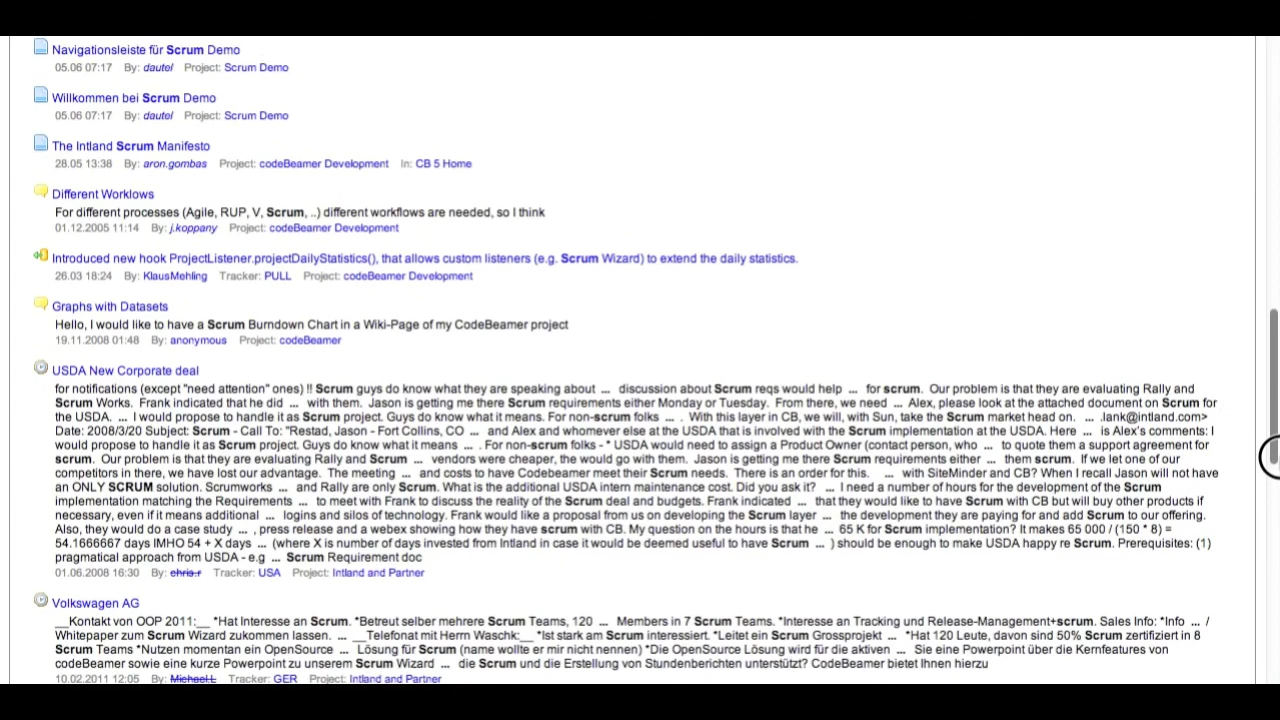 Navigationsleiste für Scrum Demo
05.06 07:17 By: dautel Project: Scrum Demo
Willkommen bei Scrum Demo
05.06 07:17 By: dautel Project: Scrum Demo
The Intland Scrum Manifesto
28.05 13:38 By: aron.gombas Project: codeBeamer Development In: CB 5 Home
Different Worklows
For different processes (Agile, RUP, V, Scrum, ..) different workflows are needed, so I think
01.12.2005 11:14 By: j.koppany Project: codeBeamer Development
Introduced new hook ProjectListener.projectDailyStatistics(), that allows custom listeners (e.g. Scrum Wizard) to extend the daily statistics.
26.03 18:24 By: KlausMehling Tracker: PULL Project: codeBeamer Development
Graphs with Datasets
Hello, I would like to have a Scrum Burndown Chart in a Wiki-Page of my CodeBeamer project
19.11.2008 01:48 By: anonymous Project: codeBeamer
USDA New Corporate deal
for notifications (except "need attention" ones) !! Scrum guys do know what they are speaking about ... discussion about Scrum reqs would help ... for scrum. Our problem is that they are evaluating Rally and
Scrum Works. Frank indicated that he did ... with them. Jason is getting me there Scrum requirements either Monday or Tuesday. From there, we need ... Alex, please look at the attached document on Scrum for
the USDA. ... I would propose to handle it as Scrum project. Guys do know what it means. For non-scrum folks ... . With this layer in CB, we will, with Sun, take the Scrum market head on. ... .lank@intland.com>
Date: 2008/3/20 Subject: Scrum - Call To: "Restad, Jason - Fort Collins, CO ... and Alex and whomever else at the USDA that is involved with the Scrum implementation at the USDA. Here ... is Alex's comments: I
would propose to handle it as Scrum project. Guys do know what it means ... . For non-scrum folks - * USDA would need to assign a Product Owner (contact person, who ... to quote them a support agreement for
scrum. Our problem is that they are evaluating Rally and Scrum ... vendors were cheaper, the would go with them. Jason is getting me there Scrum requirements either ... them scrum. If we let one of our
competitors in there, we have lost our advantage. The meeting ... and costs to have Codebeamer meet their Scrum needs. There is an order for this. ... with SiteMinder and CB? When I recall Jason will not have
an ONLY SCRUM solution. Scrumworks ... and Rally are only Scrum. What is the additional USDA intern maintenance cost. Did you ask it? ... I need a number of hours for the development of the Scrum
implementation matching the Requirements ... to meet with Frank to discuss the reality of the Scrum deal and budgets. Frank indicated ... that they would like to have Scrum with CB but will buy other products if
necessary, even if it means additional ... logins and silos of technology. Frank would like a proposal from us on developing the Scrum layer ... the development they are paying for and add Scrum to our offering.
Also, they would do a case study ... , press release and a webex showing how they have scrum with CB. My question on the hours is that he ... 65 K for Scrum implementation? It makes 65 000 / (150 * 8) =
54.1666667 days IMHO 54 + X days ... (where X is number of days invested from Intland in case it would be deemed useful to have Scrum ... ) should be enough to make USDA happy re Scrum. Prerequisites: (1)
pragmatical approach from USDA - e.g ... Scrum Requirement doc
01.06.2008 16:30 By: chris.r Tracker: USA Project: Intland and Partner
Volkswagen AG
__Kontakt von OOP 2011:__ *Hat Interesse an Scrum. *Betreut selber mehrere Scrum Teams, 120 ... Members in 7 Scrum Teams. *Interesse an Tracking und Release-Management+scrum. Sales Info: *Info ... /
Whitepaper zum Scrum Wizard zukommen lassen. ... __Telefonat mit Herrn Waschk:__ *Ist stark am Scrum interessiert. *Leitet ein Scrum Grossprojekt ... *Hat 120 Leute, davon sind 50% Scrum zertifiziert in 8
Scrum Teams *Nutzen momentan ein OpenSource ... Lösung für Scrum (name wollte er mir nicht nennen) *Die OpenSource Lösung wird für die aktiven ... Sie eine Powerpoint über die Kernfeatures von
codeBeamer sowie eine kurze Powerpoint zu unserem Scrum Wizard ... die Scrum und die Erstellung von Stundenberichten unterstützt? CodeBeamer bietet Ihnen hierzu
10.02.2011 12:05 By: Michael.L Tracker: GER Project: Intland and Partner